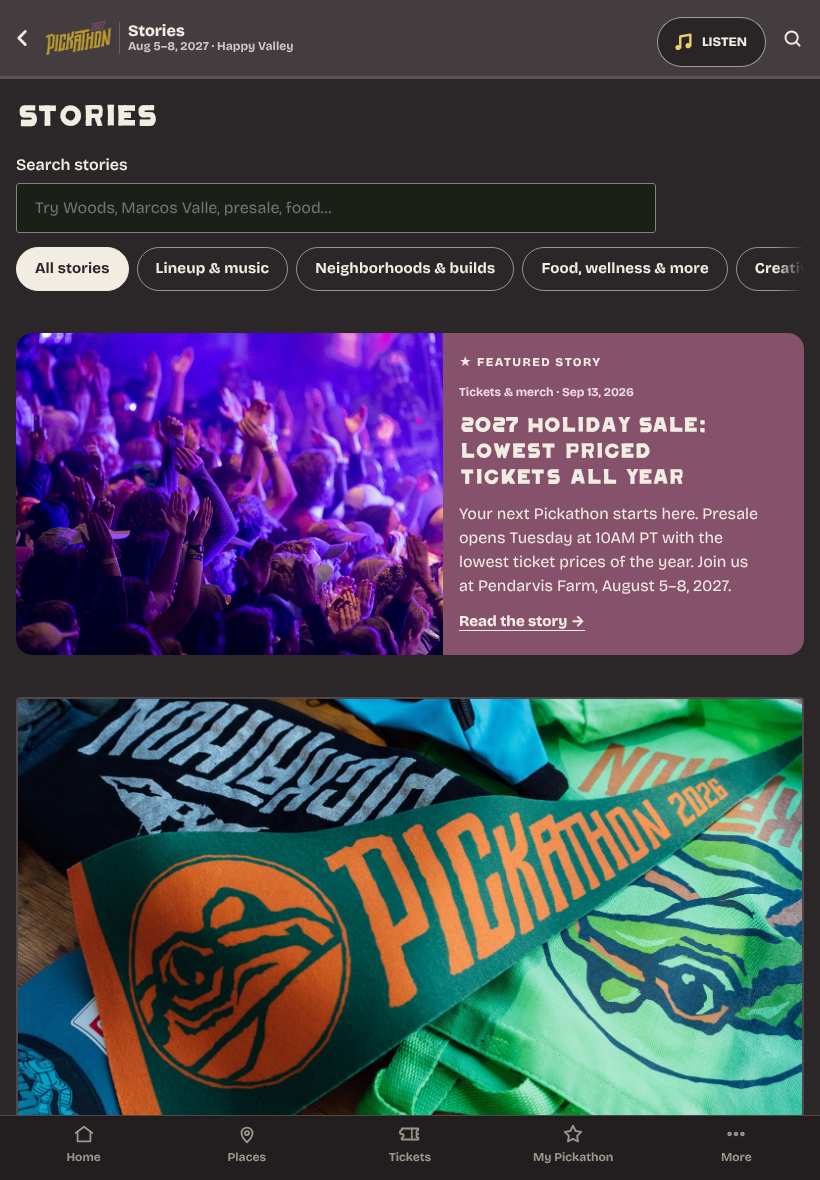 PICKATHON
Stories
Aug 5–8, 2027 · Happy Valley
LISTEN
STORIES
Search stories
Try Woods, Marcos Valle, presale, food...
All stories
Lineup & music
Neighborhoods & builds
Food, wellness & more
★ FEATURED STORY
Tickets & merch · Sep 13, 2026
2027 HOLIDAY SALE:
LOWEST PRICED
TICKETS ALL YEAR
Your next Pickathon starts here. Presale
opens Tuesday at 10AM PT with the
lowest ticket prices of the year. Join us
at Pendarvis Farm, August 5–8, 2027.
Read the story →
PICKATHON
PICKATHON 2026
Home
Places
Tickets
My Pickathon
More